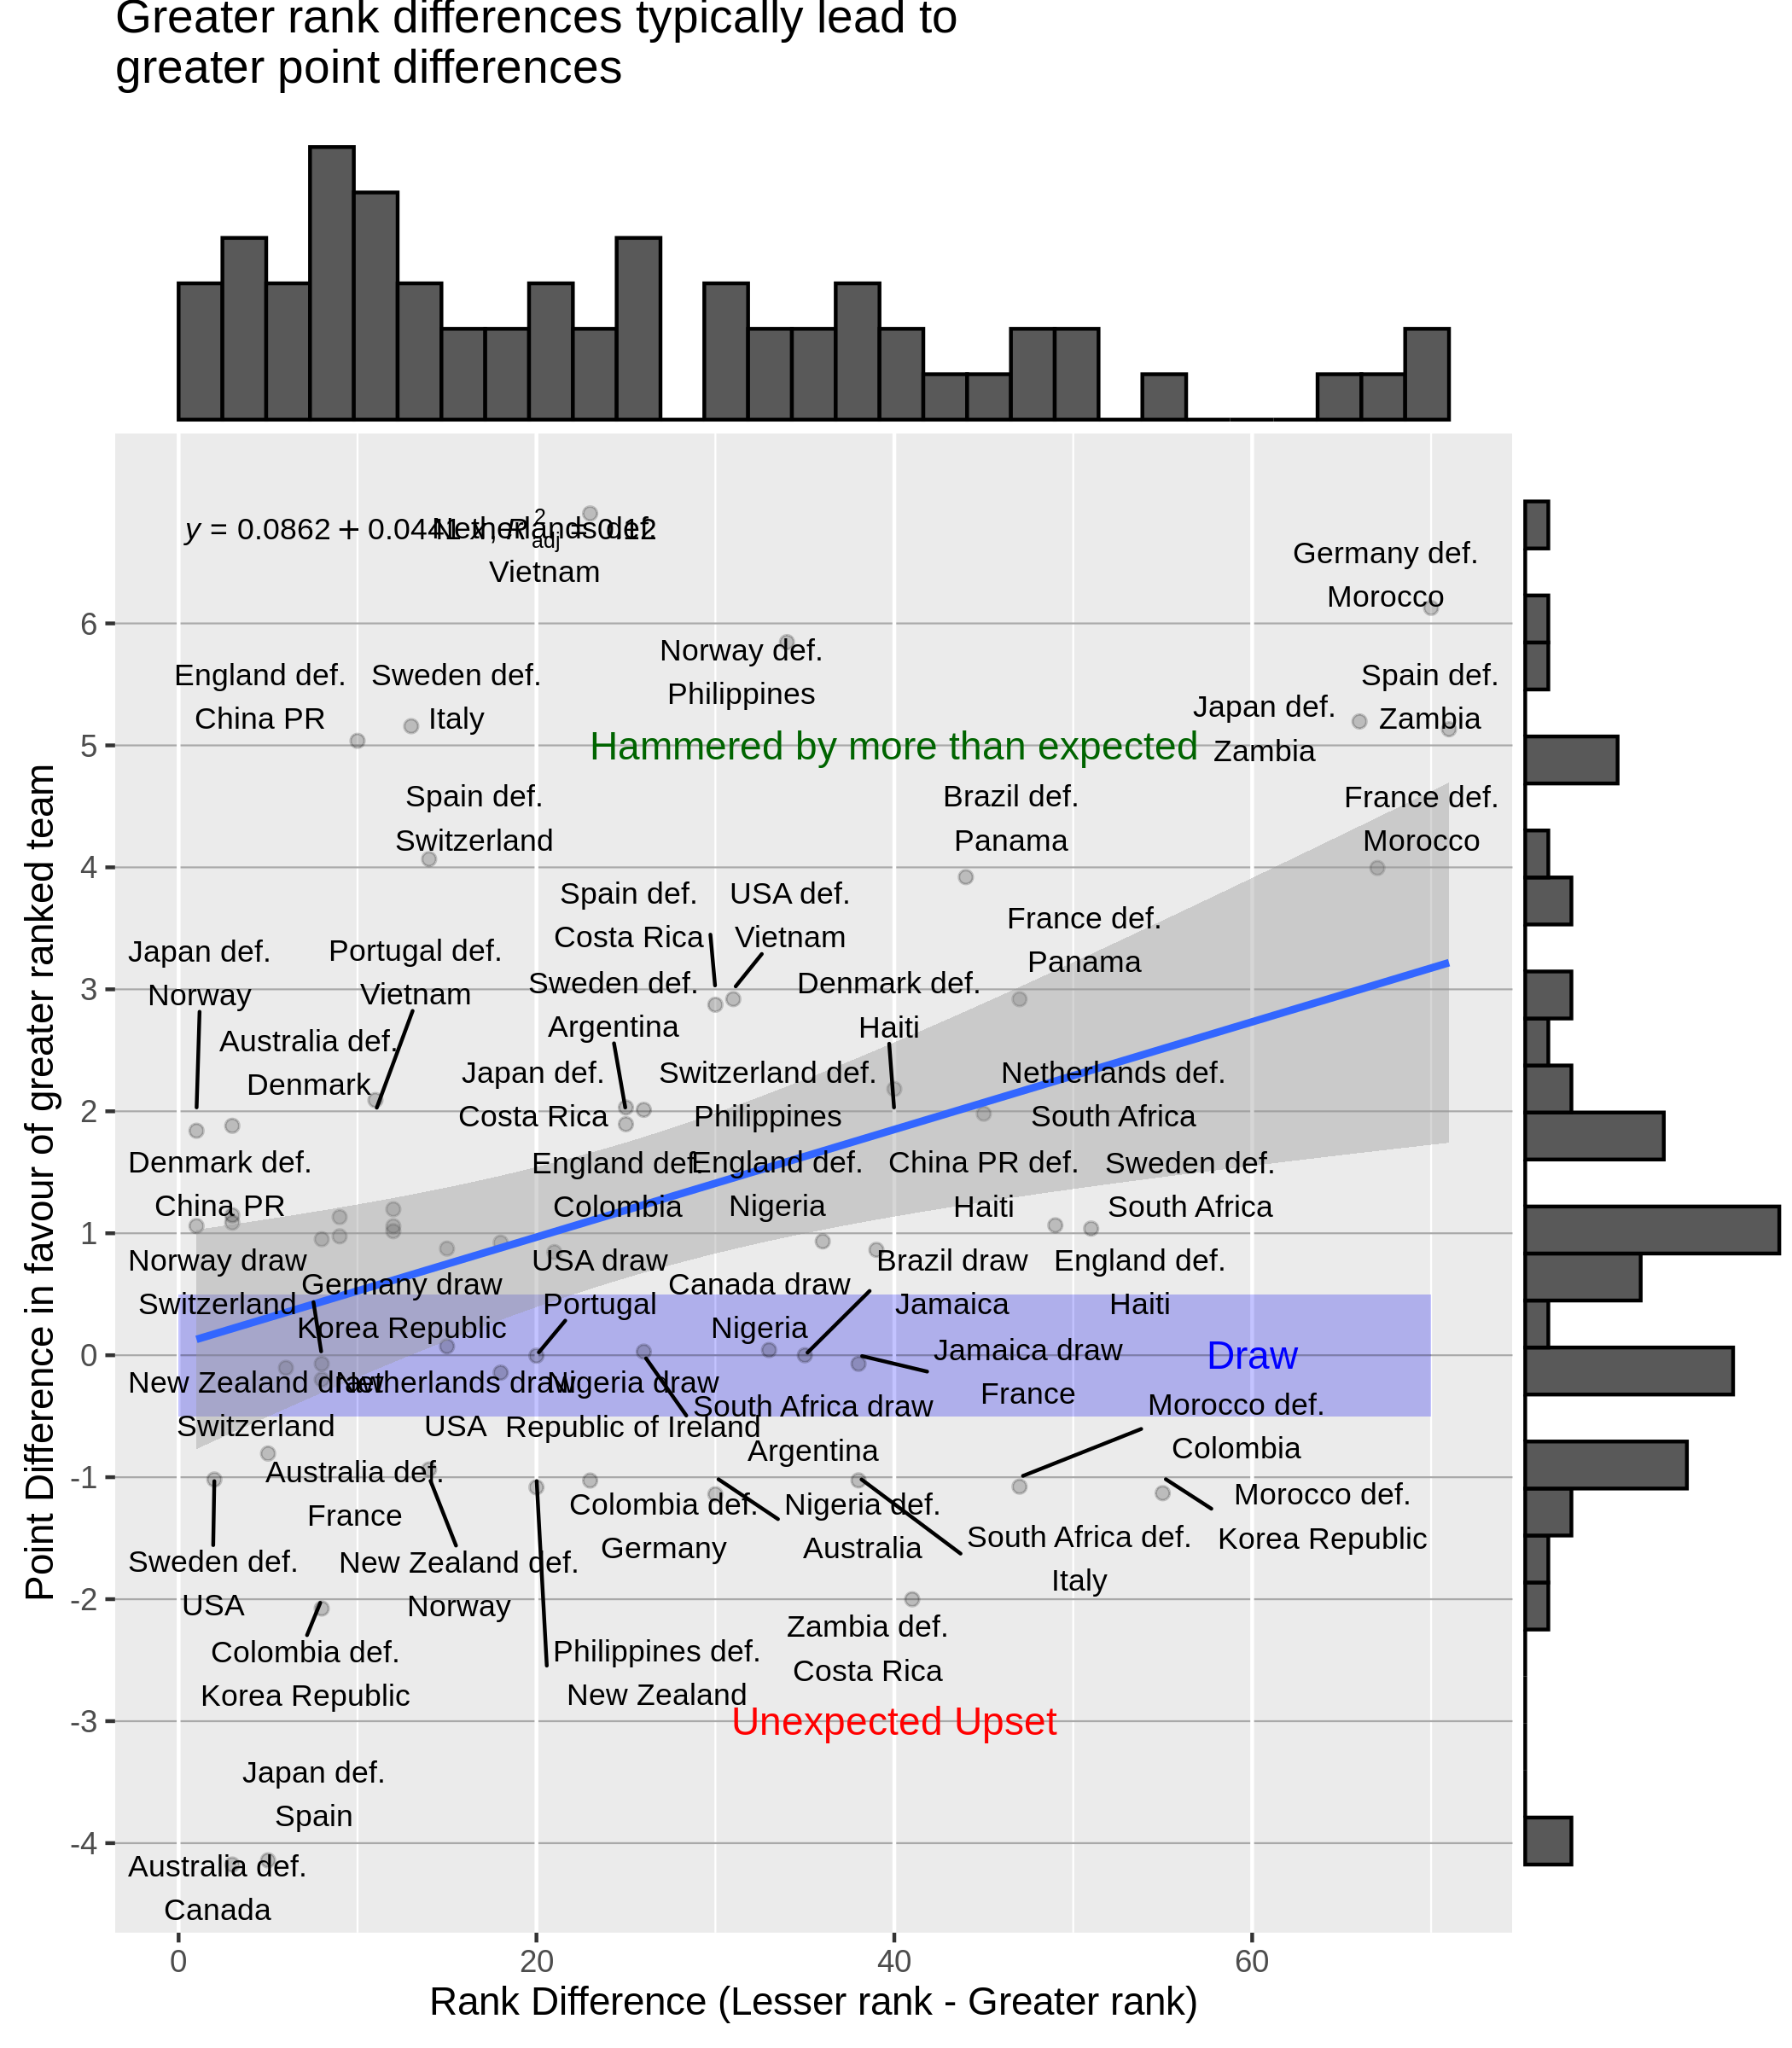 Greater rank differences typically lead to
greater point differences
y = 0.0862 + 0.0441 x, R²adj = 0.12
Netherlands def.
Vietnam
Germany def.
Morocco
Norway def.
Philippines
England def.
China PR
Sweden def.
Italy
Spain def.
Zambia
Japan def.
Zambia
Hammered by more than expected
Spain def.
Switzerland
Brazil def.
Panama
France def.
Morocco
Spain def.
Costa Rica
USA def.
Vietnam
France def.
Panama
Japan def.
Norway
Portugal def.
Vietnam
Sweden def.
Argentina
Denmark def.
Haiti
Australia def.
Denmark
Japan def.
Costa Rica
Switzerland def.
Philippines
Netherlands def.
South Africa
Denmark def.
China PR
England def.
Colombia
England def.
Nigeria
China PR def.
Haiti
Sweden def.
South Africa
Norway draw
Switzerland
Germany draw
Korea Republic
USA draw
Portugal
Canada draw
Nigeria
Brazil draw
Jamaica
England def.
Haiti
Jamaica draw
France
Draw
New Zealand draw
Switzerland
Netherlands draw
USA
Nigeria draw
Republic of Ireland
South Africa draw
Argentina
Morocco def.
Colombia
Australia def.
France
Colombia def.
Germany
Nigeria def.
Australia
Morocco def.
Korea Republic
South Africa def.
Italy
Sweden def.
USA
New Zealand def.
Norway
Zambia def.
Costa Rica
Colombia def.
Korea Republic
Philippines def.
New Zealand
Unexpected Upset
Japan def.
Spain
Australia def.
Canada
6
5
4
3
2
1
0
-1
-2
-3
-4
Point Difference in favour of greater ranked team
0
20
40
60
Rank Difference (Lesser rank - Greater rank)